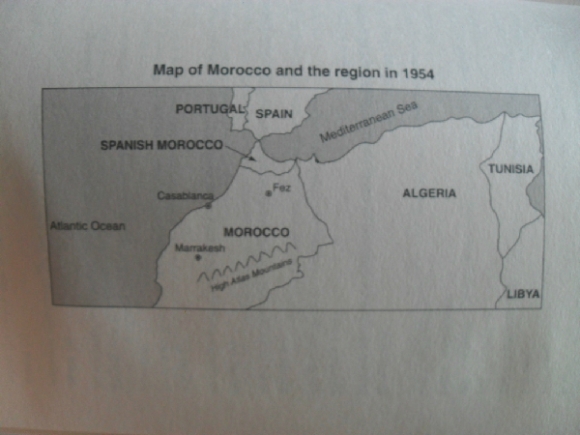 Map of Morocco and the region in 1954
PORTUGAL
SPAIN
Mediterranean Sea
SPANISH MOROCCO
TUNISIA
Fez
ALGERIA
Casablanca
Atlantic Ocean
MOROCCO
Marrakesh
High Atlas Mountains
LIBYA